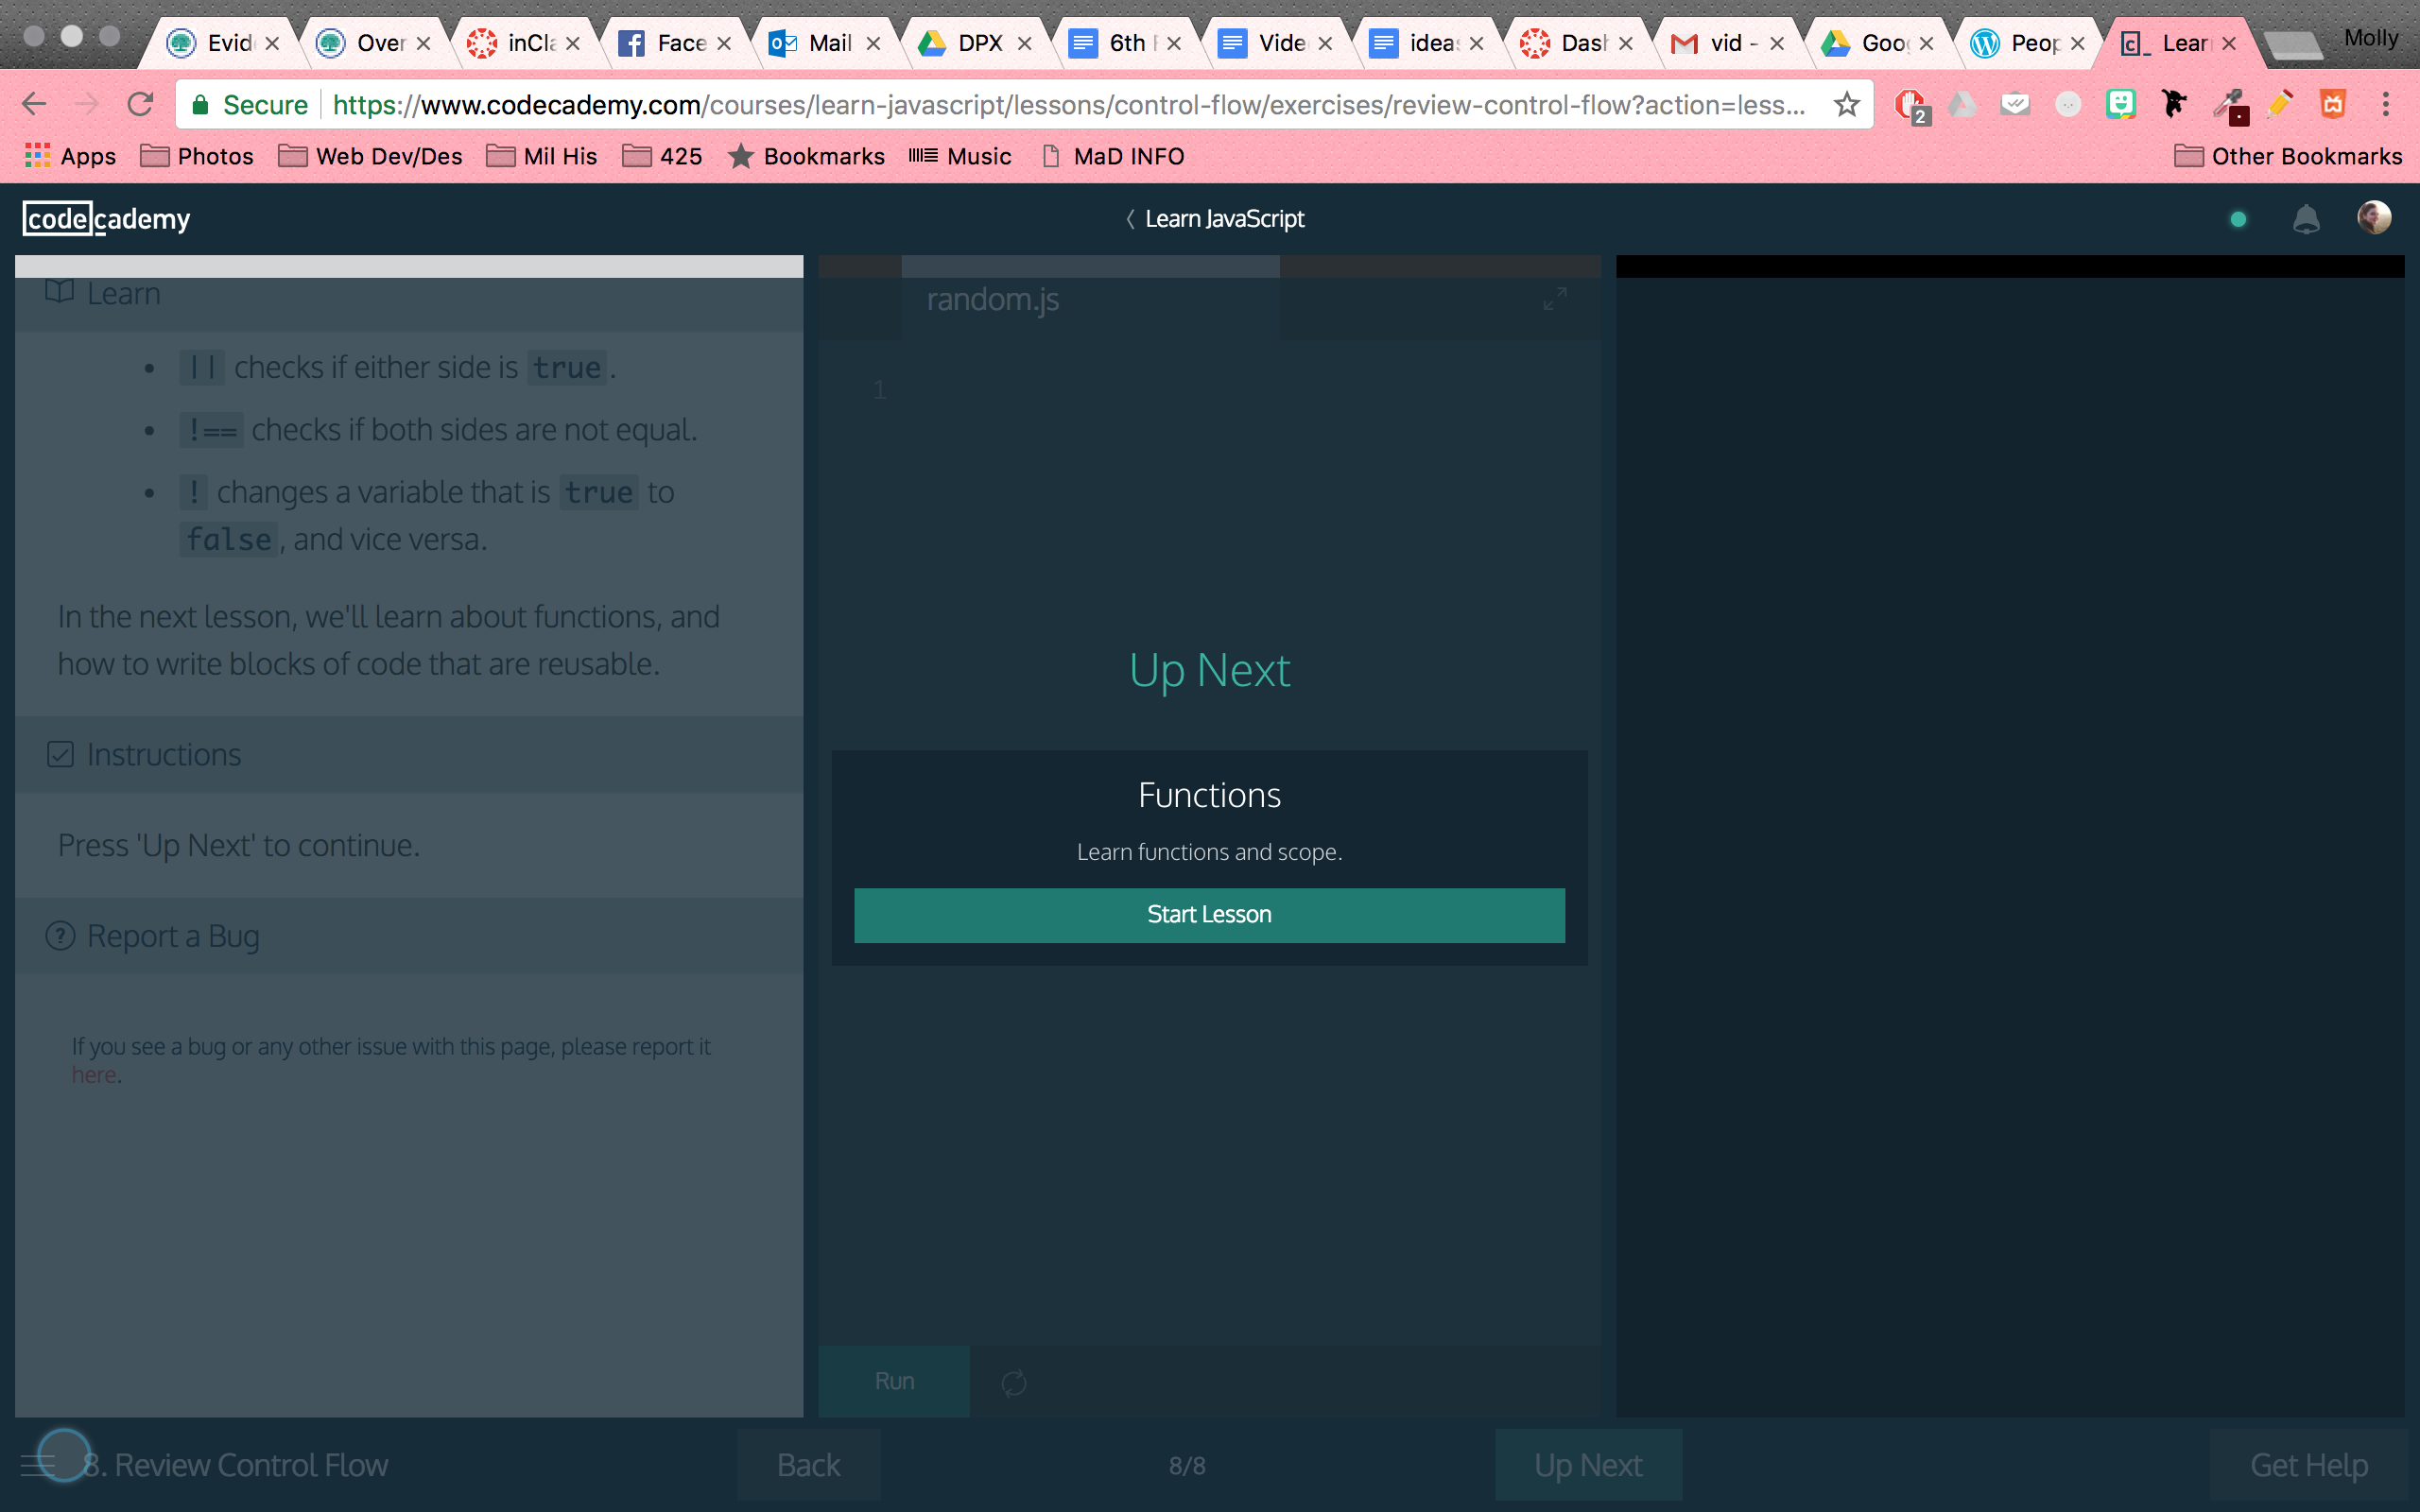 Evid Over inCla Face Mail DPX 6th Vide ideas Dash vid - Goo Peop Lear Molly
Secure https://www.codecademy.com/courses/learn-javascript/lessons/control-flow/exercises/review-control-flow?action=less... 2
Apps Photos Web Dev/Des Mil His 425 Bookmarks Music MaD INFO Other Bookmarks
codecademy Learn JavaScript
Learn
|| checks if either side is true.
!== checks if both sides are not equal.
! changes a variable that is true to
false, and vice versa.
In the next lesson, we'll learn about functions, and
how to write blocks of code that are reusable.
Instructions
Press 'Up Next' to continue.
Report a Bug
If you see a bug or any other issue with this page, please report it
here.
random.js
1
Up Next
Functions
Learn functions and scope.
Start Lesson
Run
8. Review Control Flow Back 8/8 Up Next Get Help